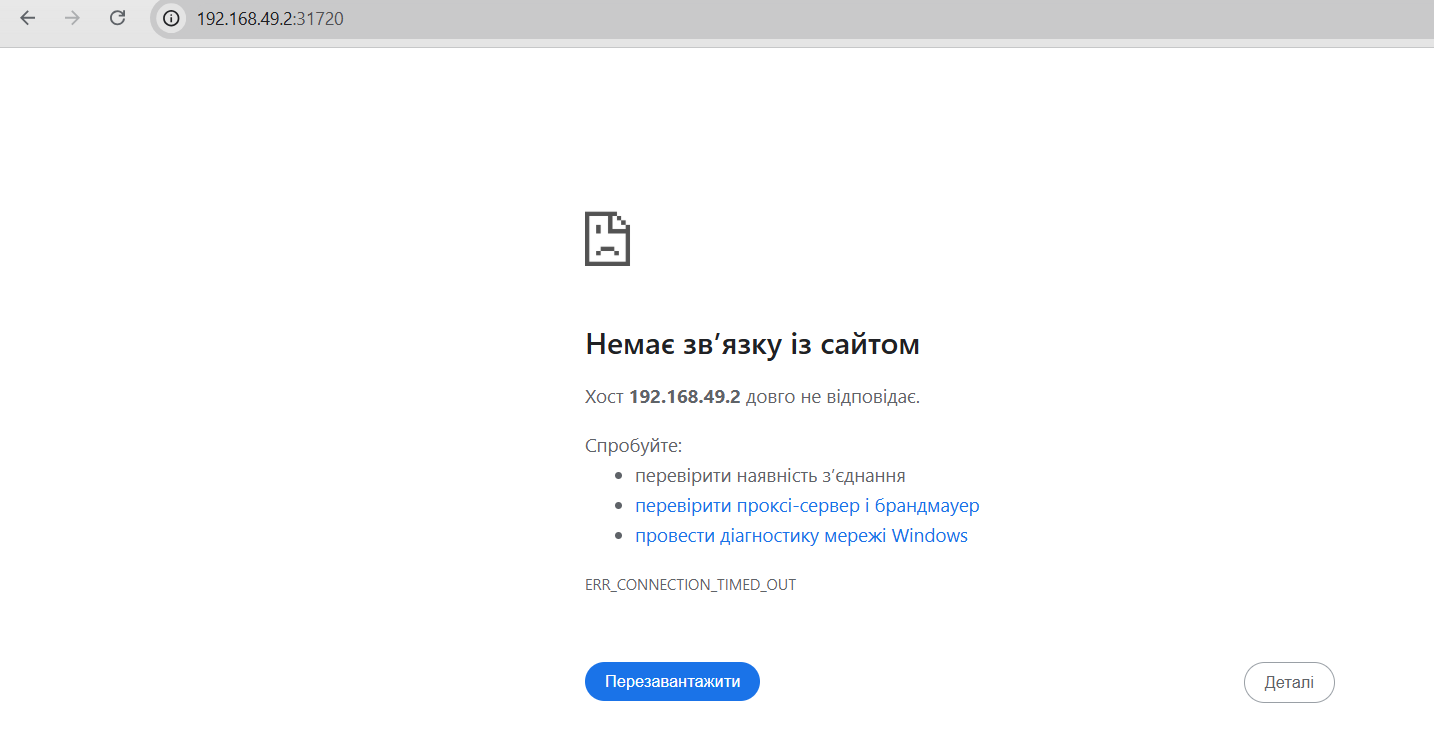 192.168.49.2:31720
Немає зв’язку із сайтом
Хост 192.168.49.2 довго не відповідає.
Спробуйте:
перевірити наявність з’єднання
перевірити проксі-сервер і брандмауер
провести діагностику мережі Windows
ERR_CONNECTION_TIMED_OUT
Перезавантажити
Деталі